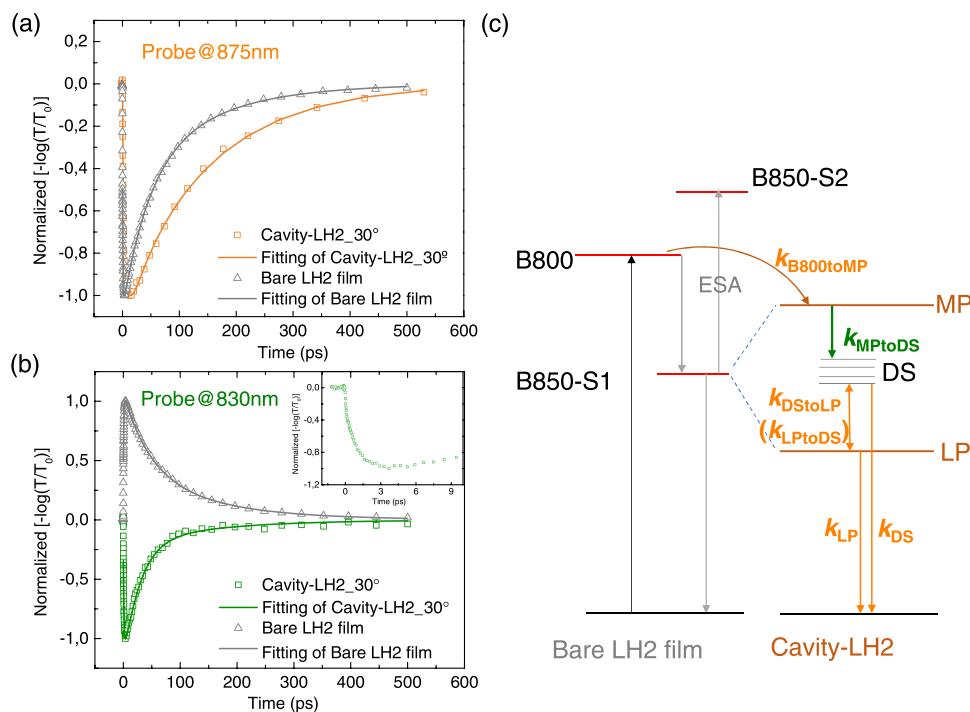 (a)
0,2
0,0
-0,2
-0,4
-0,6
-0,8
-1,0
Normalized [-log(T/T0)]
Probe@875nm
Cavity-LH2_30°
Fitting of Cavity-LH2_30º
Bare LH2 film
Fitting of Bare LH2 film
0 100 200 300 400 500 600
Time (ps)
(b)
1,0
0,5
0,0
-0,5
-1,0
Normalized [-log(T/T0)]
Probe@830nm
0,0
-0,4
-0,8
-1,2
Normalized [-log(T/T0)]
0 3 6 9
Time (ps)
Cavity-LH2_30°
Fitting of Cavity-LH2_30°
Bare LH2 film
Fitting of Bare LH2 film
0 100 200 300 400 500 600
Time (ps)
(c)
B850-S2
B800
ESA
kB800toMP
MP
kMPtoDS
DS
B850-S1
kDStoLP
(kLPtoDS)
LP
kLP
kDS
Bare LH2 film
Cavity-LH2